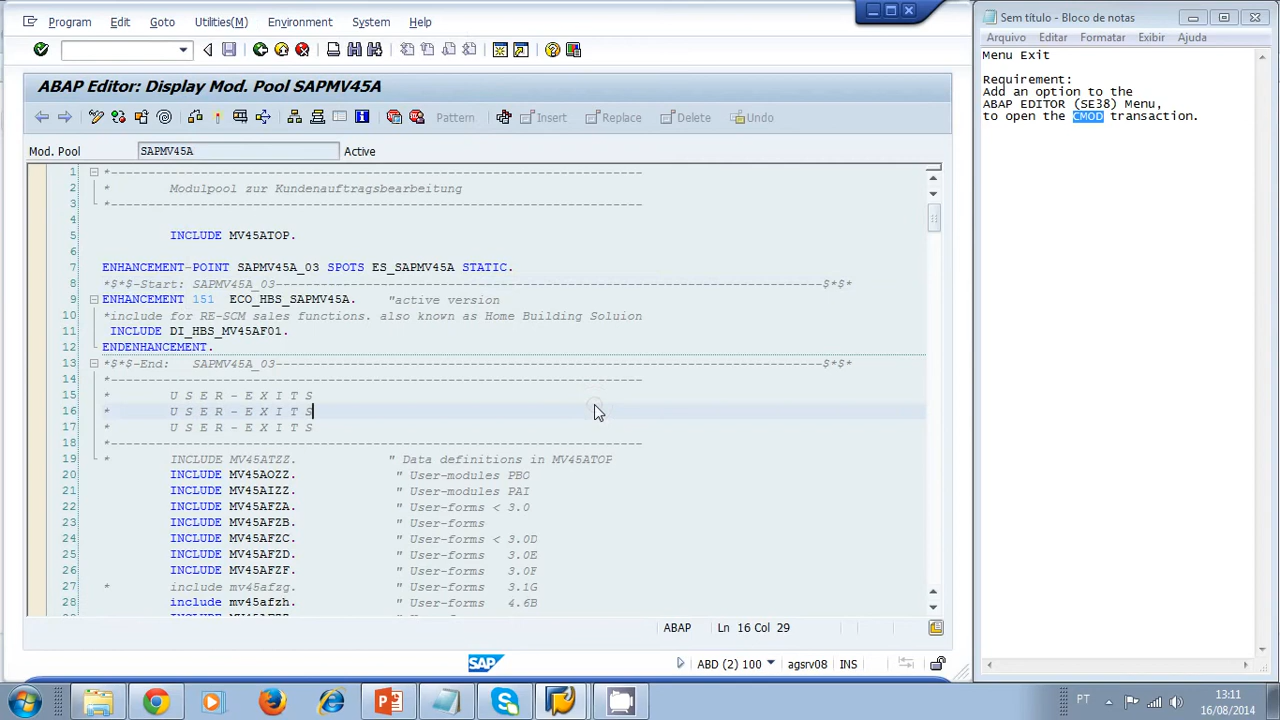 Program Edit Goto Utilities(M) Environment System Help
ABAP Editor: Display Mod. Pool SAPMV45A
Pattern Insert Replace Delete Undo
Mod. Pool SAPMV45A Active
1 *----------------------------------------------------------------------
2 * Modulpool zur Kundenauftragsbearbeitung
3 *----------------------------------------------------------------------
4
5 INCLUDE MV45ATOP.
6
7 ENHANCEMENT-POINT SAPMV45A_03 SPOTS ES_SAPMV45A STATIC.
8 *$*$-Start: SAPMV45A_03-------------------------------------------------------------------------$*$*
9 ENHANCEMENT 151 ECO_HBS_SAPMV45A. "active version
10 *include for RE-SCM sales functions. also known as Home Building Soluion
11 INCLUDE DI_HBS_MV45AF01.
12 ENDENHANCEMENT.
13 *$*$-End: SAPMV45A_03-------------------------------------------------------------------------$*$*
14 *----------------------------------------------------------------------
15 * U S E R - E X I T S
16 * U S E R - E X I T S
17 * U S E R - E X I T S
18 *----------------------------------------------------------------------
19 * INCLUDE MV45ATZZ. " Data definitions in MV45ATOP
20 INCLUDE MV45AOZZ. " User-modules PBO
21 INCLUDE MV45AIZZ. " User-modules PAI
22 INCLUDE MV45AFZA. " User-forms < 3.0
23 INCLUDE MV45AFZB. " User-forms
24 INCLUDE MV45AFZC. " User-forms < 3.0D
25 INCLUDE MV45AFZD. " User-forms 3.0E
26 INCLUDE MV45AFZF. " User-forms 3.0F
27 * include mv45afzg. " User-forms 3.1G
28 include mv45afzh. " User-forms 4.6B
ABAP Ln 16 Col 29
SAP ABD (2) 100 agsrv08 INS
Sem título - Bloco de notas
Arquivo Editar Formatar Exibir Ajuda
Menu Exit
Requirement:
Add an option to the
ABAP EDITOR (SE38) Menu,
to open the CMOD transaction.
PT 13:11
16/08/2014